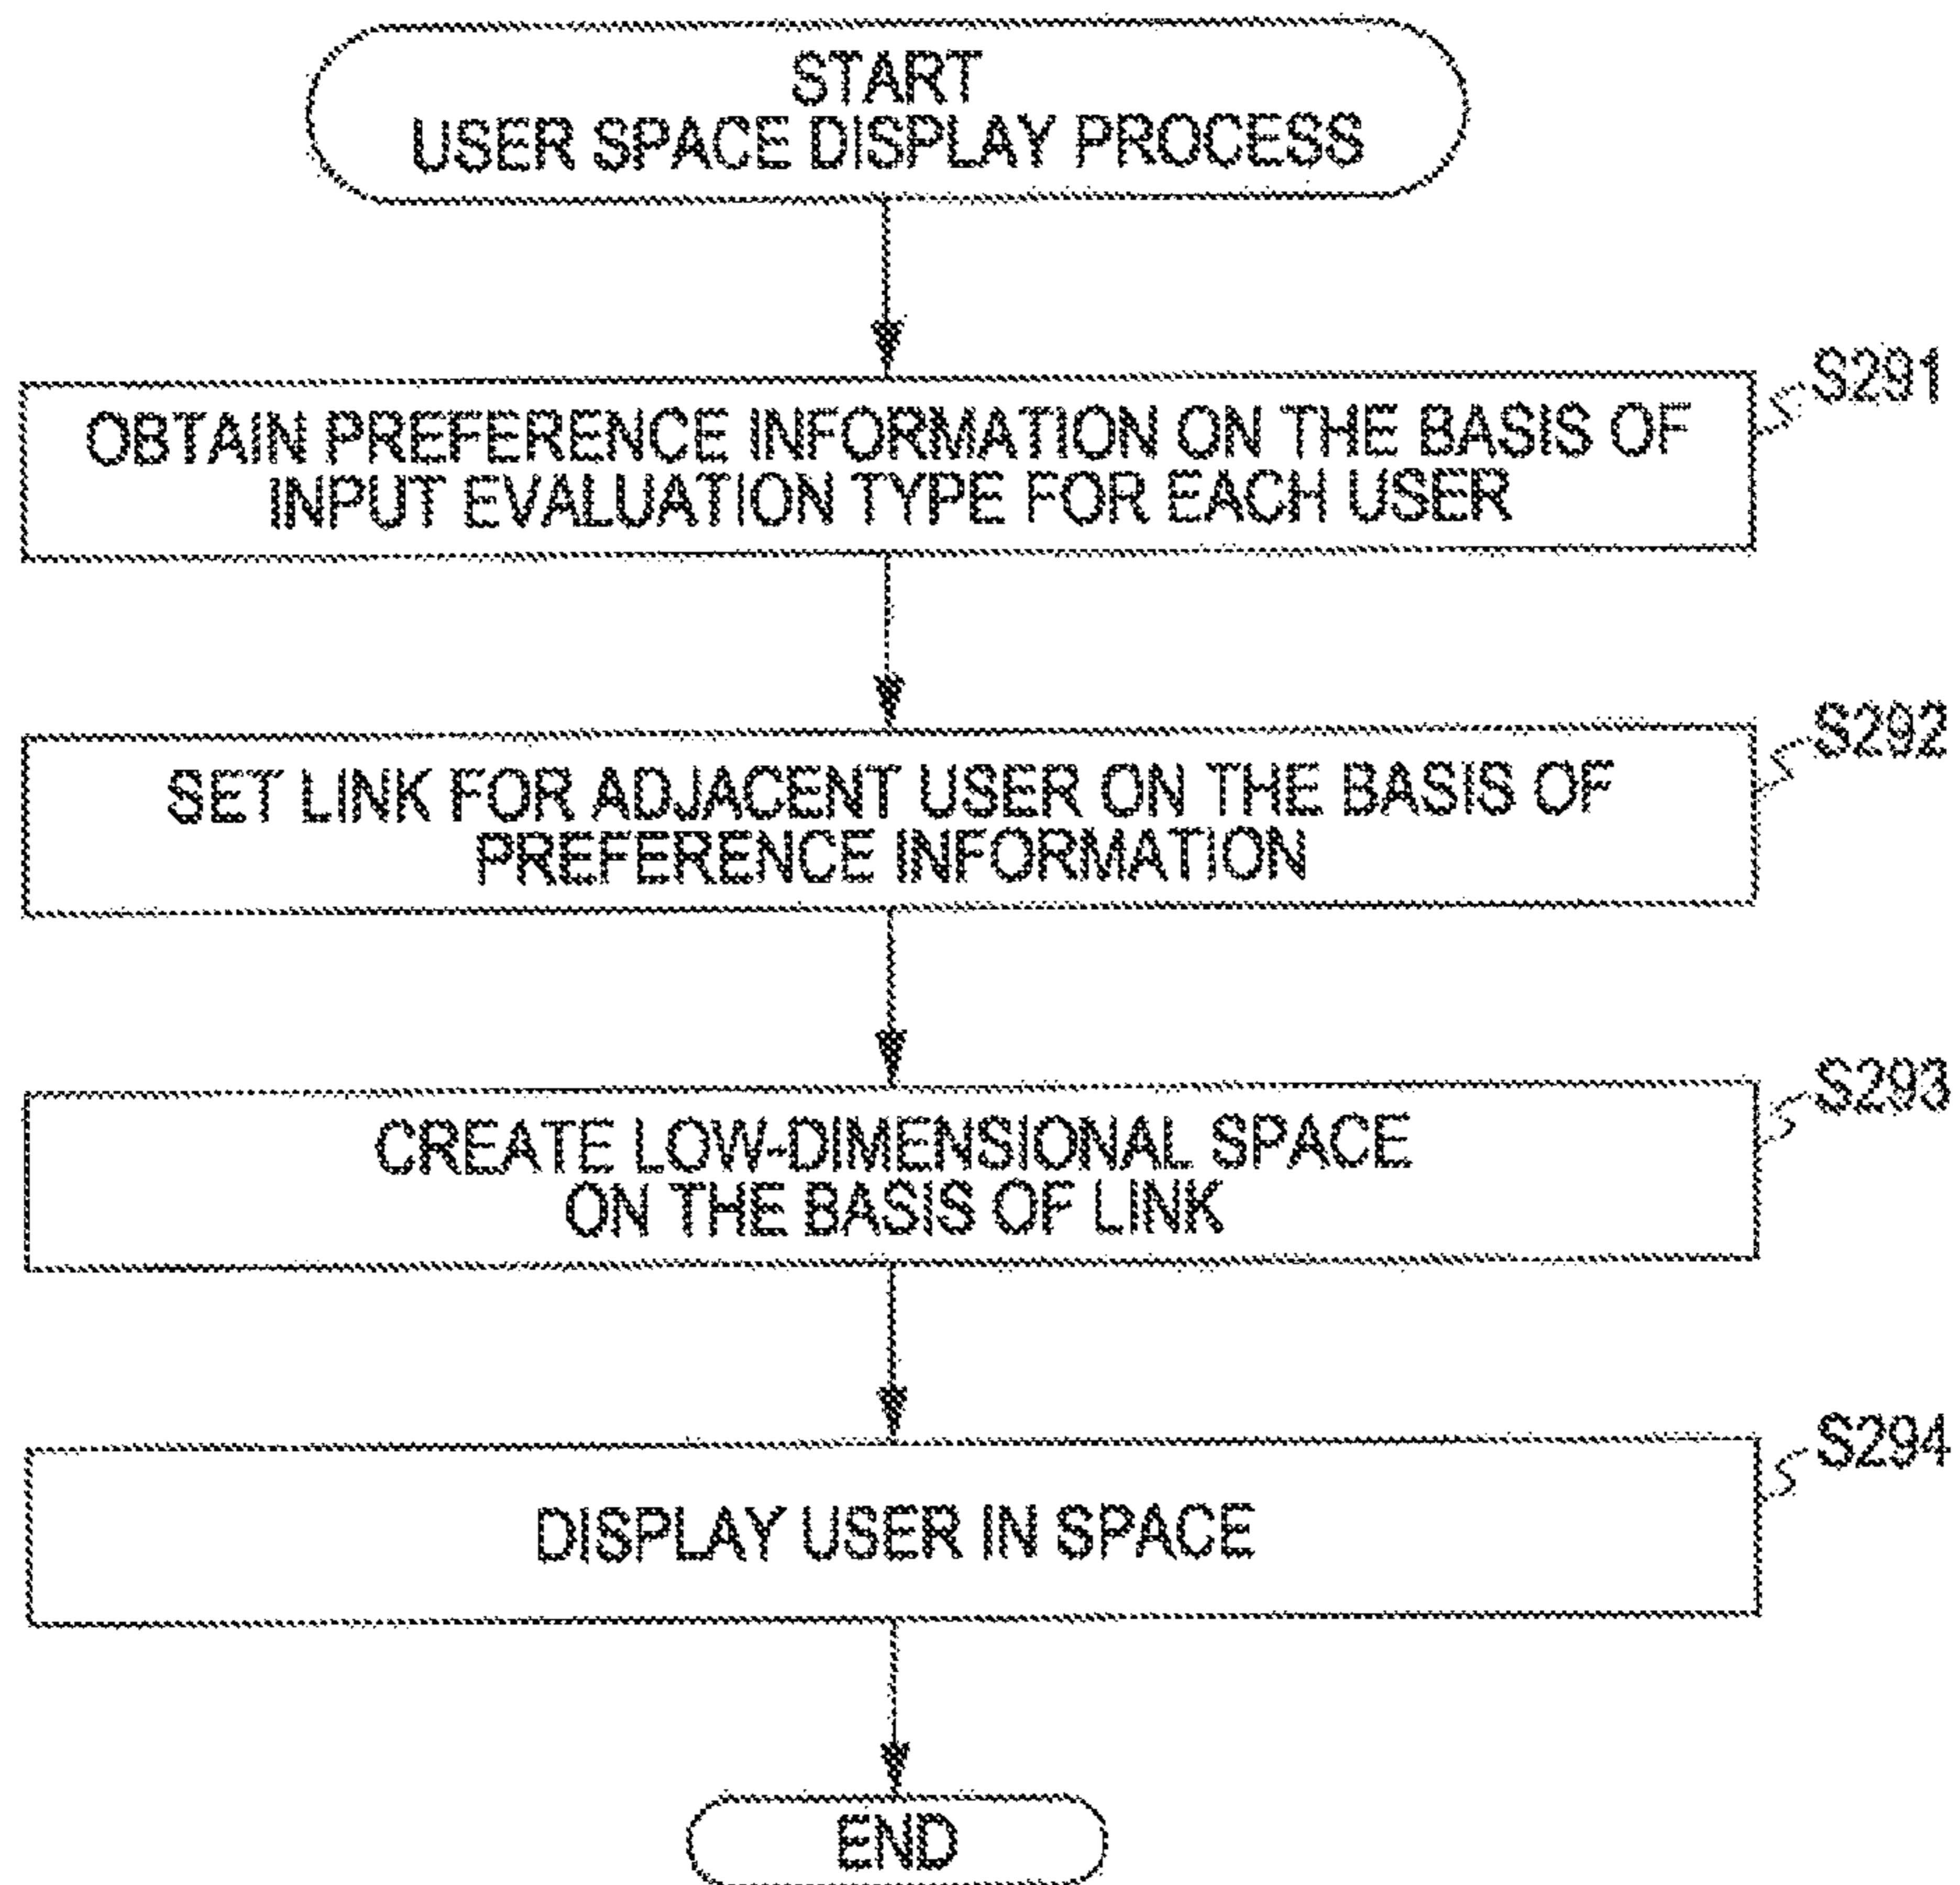 START
USER SPACE DISPLAY PROCESS
S291
OBTAIN PREFERENCE INFORMATION ON THE BASIS OF
INPUT EVALUATION TYPE FOR EACH USER
S292
SET LINK FOR ADJACENT USER ON THE BASIS OF
PREFERENCE INFORMATION
S293
CREATE LOW-DIMENSIONAL SPACE
ON THE BASIS OF LINK
S294
DISPLAY USER IN SPACE
END